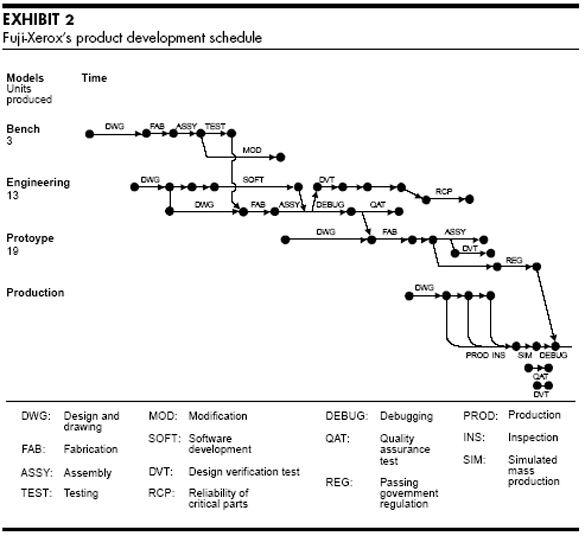 EXHIBIT 2
Fuji-Xerox's product development schedule
Models Time
Units
produced
Bench
3
DWG FAB ASSY TEST
MOD
Engineering
13
DWG SOFT DVT
RCP
DWG FAB ASSY DEBUG QAT
Protoype
19
DWG FAB ASSY
DVT
REG
Production
DWG
PROD INS SIM DEBUG
QAT
DVT
DWG: Design and drawing
FAB: Fabrication
ASSY: Assembly
TEST: Testing
MOD: Modification
SOFT: Software development
DVT: Design verification test
RCP: Reliability of critical parts
DEBUG: Debugging
QAT: Quality assurance test
REG: Passing government regulation
PROD: Production
INS: Inspection
SIM: Simulated mass production